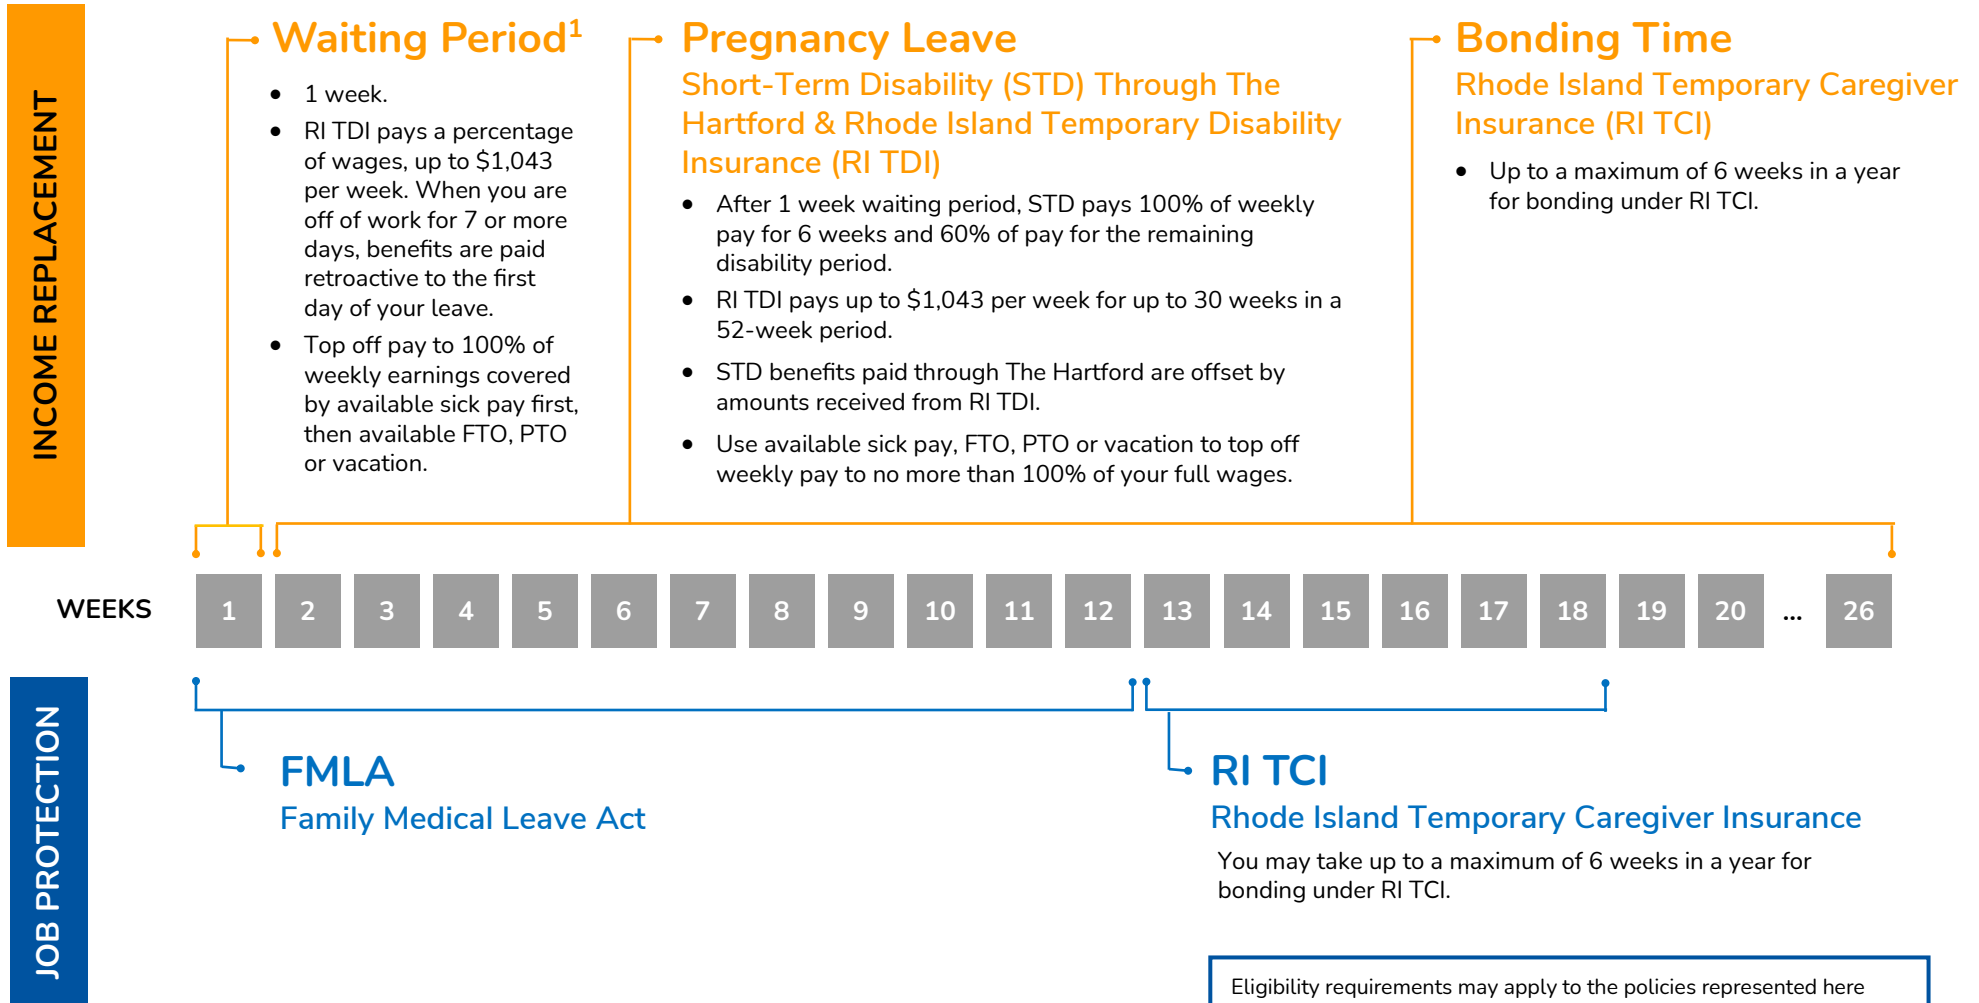 INCOME REPLACEMENT
Waiting Period¹
• 1 week.
• RI TDI pays a percentage
of wages, up to $1,043
per week. When you are
off of work for 7 or more
days, benefits are paid
retroactive to the first
day of your leave.
• Top off pay to 100% of
weekly earnings covered
by available sick pay first,
then available FTO, PTO
or vacation.
Pregnancy Leave
Short-Term Disability (STD) Through The
Hartford & Rhode Island Temporary Disability
Insurance (RI TDI)
• After 1 week waiting period, STD pays 100% of weekly
pay for 6 weeks and 60% of pay for the remaining
disability period.
• RI TDI pays up to $1,043 per week for up to 30 weeks in a
52-week period.
• STD benefits paid through The Hartford are offset by
amounts received from RI TDI.
• Use available sick pay, FTO, PTO or vacation to top off
weekly pay to no more than 100% of your full wages.
Bonding Time
Rhode Island Temporary Caregiver
Insurance (RI TCI)
• Up to a maximum of 6 weeks in a year
for bonding under RI TCI.
WEEKS 1 2 3 4 5 6 7 8 9 10 11 12 13 14 15 16 17 18 19 20 ... 26
JOB PROTECTION
FMLA
Family Medical Leave Act
RI TCI
Rhode Island Temporary Caregiver Insurance
You may take up to a maximum of 6 weeks in a year for
bonding under RI TCI.
Eligibility requirements may apply to the policies represented here